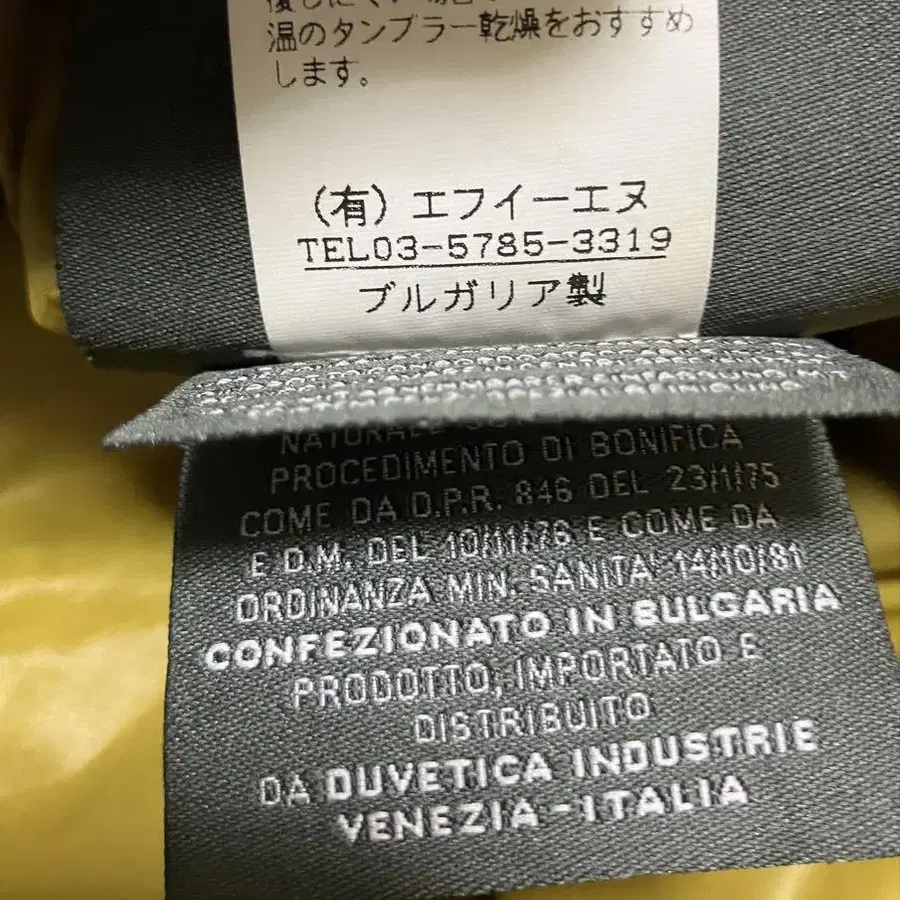 温のタンブラー乾燥をおすすめ
します。
(有)エフイーエヌ
TEL03-5785-3319
ブルガリア製
NATURALE
PROCEDIMENTO DI BONIFICA
COME DA D.P.R. 846 DEL 23/1/75
E D.M. DEL 10/11/76 E COME DA
ORDINANZA MIN. SANITA' 14/10/81
CONFEZIONATO IN BULGARIA
PRODOTTO, IMPORTATO E
DISTRIBUITO
DA DUVETICA INDUSTRIE
VENEZIA-ITALIA